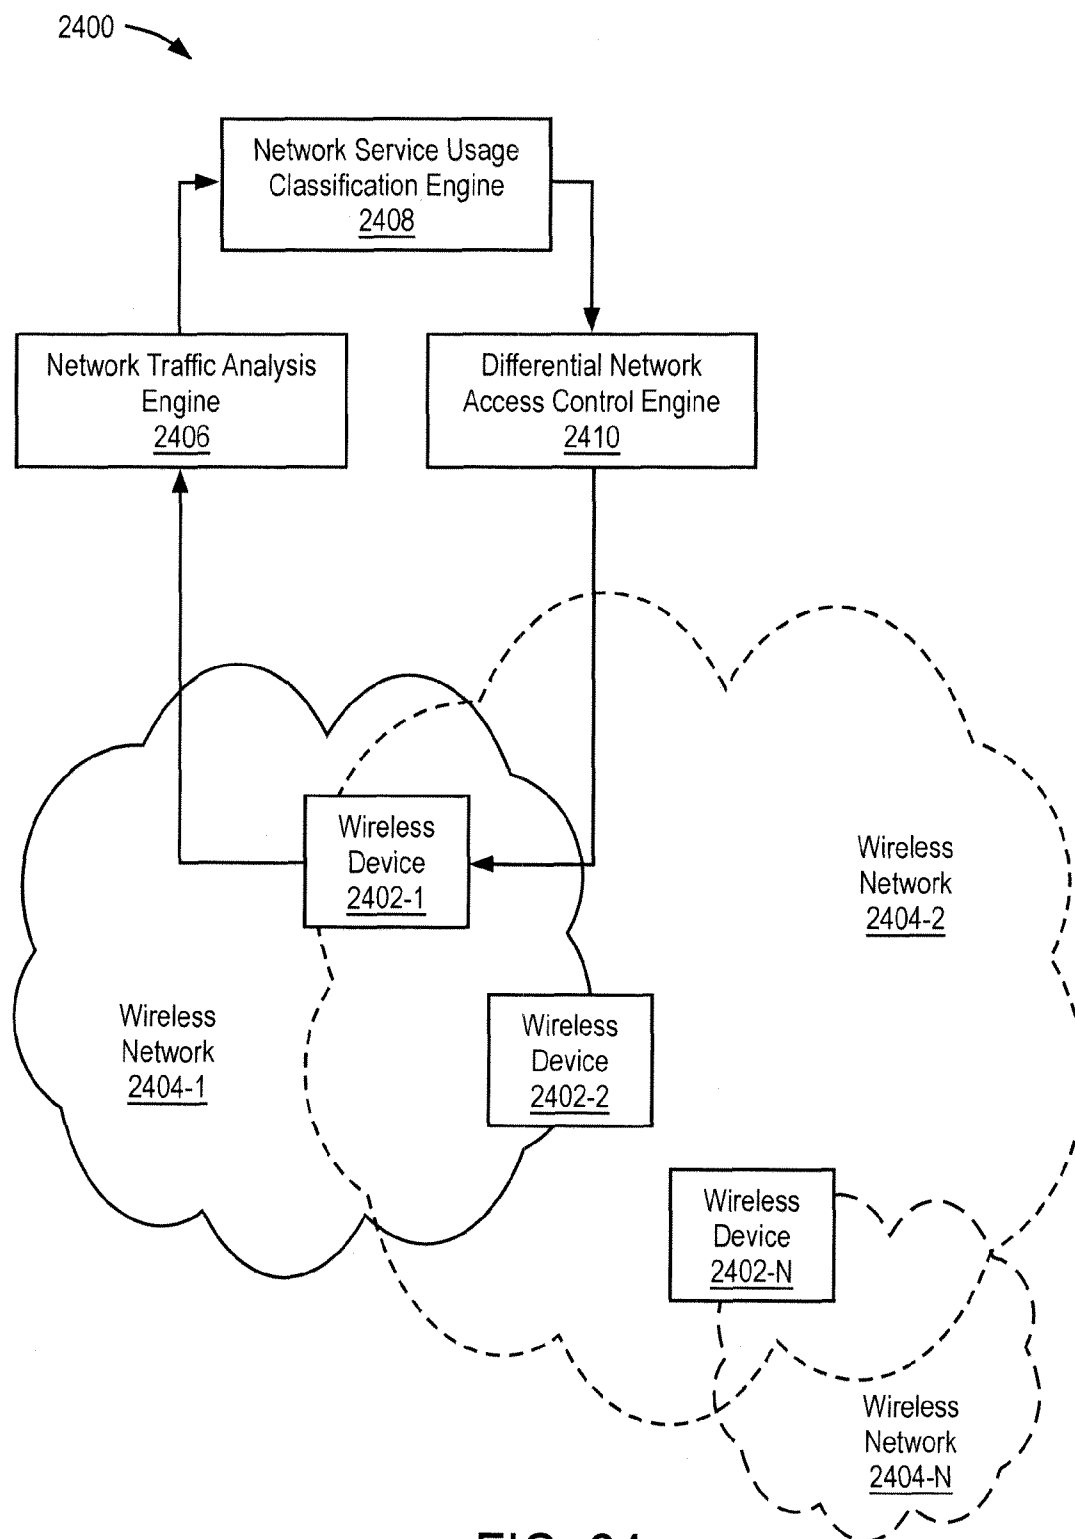 2400
Network Service Usage
Classification Engine
2408
Network Traffic Analysis
Engine
2406
Differential Network
Access Control Engine
2410
Wireless
Device
2402-1
Wireless
Network
2404-2
Wireless
Network
2404-1
Wireless
Device
2402-2
Wireless
Device
2402-N
Wireless
Network
2404-N